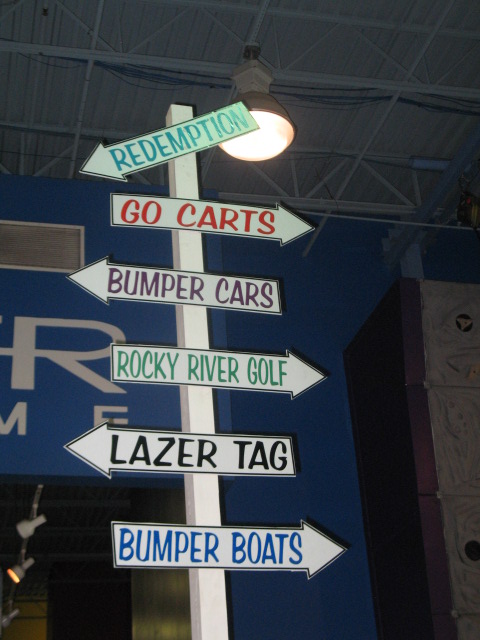 REDEMPTION
GO CARTS
BUMPER CARS
ROCKY RIVER GOLF
LAZER TAG
BUMPER BOATS